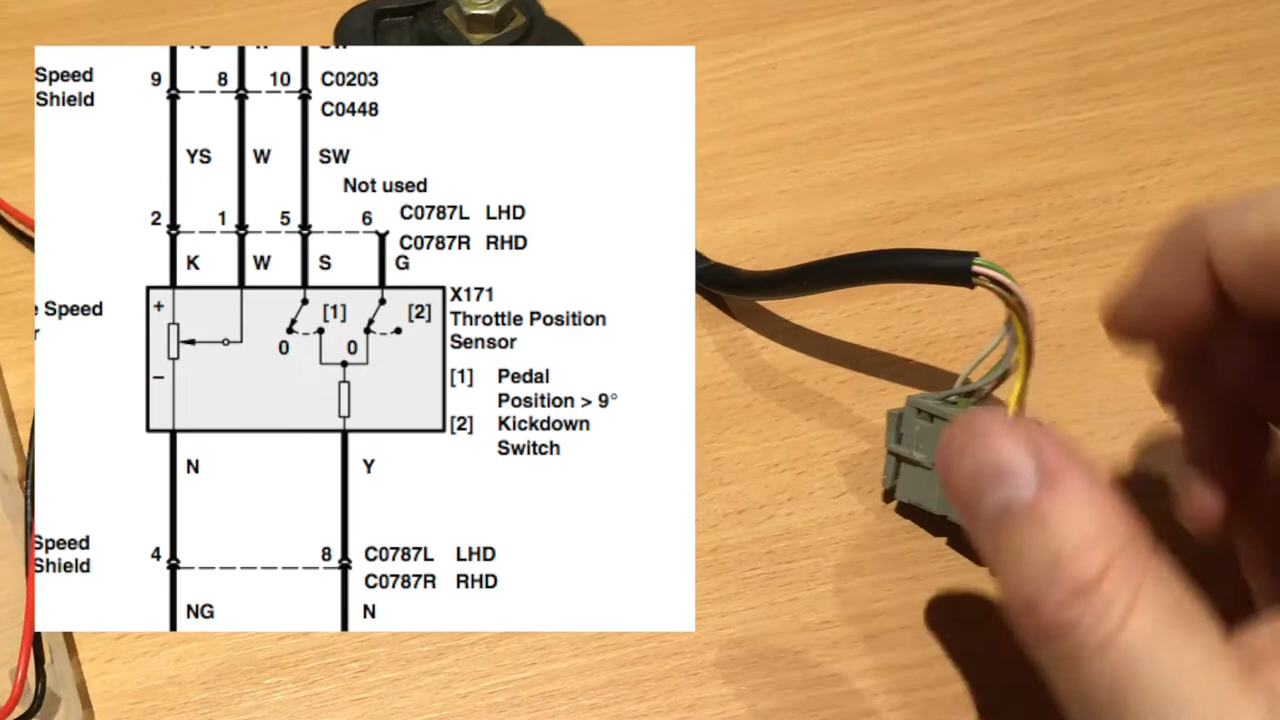 Speed
Shield
9 8 10 C0203
C0448
YS W SW
Not used
2 1 5 6 C0787L LHD
C0787R RHD
K W S G
+
Speed
[1] [2]
X171
Throttle Position
Sensor
0 0
−
[1] Pedal
Position > 9°
[2] Kickdown
Switch
N Y
Speed
Shield
4 8 C0787L LHD
C0787R RHD
NG N